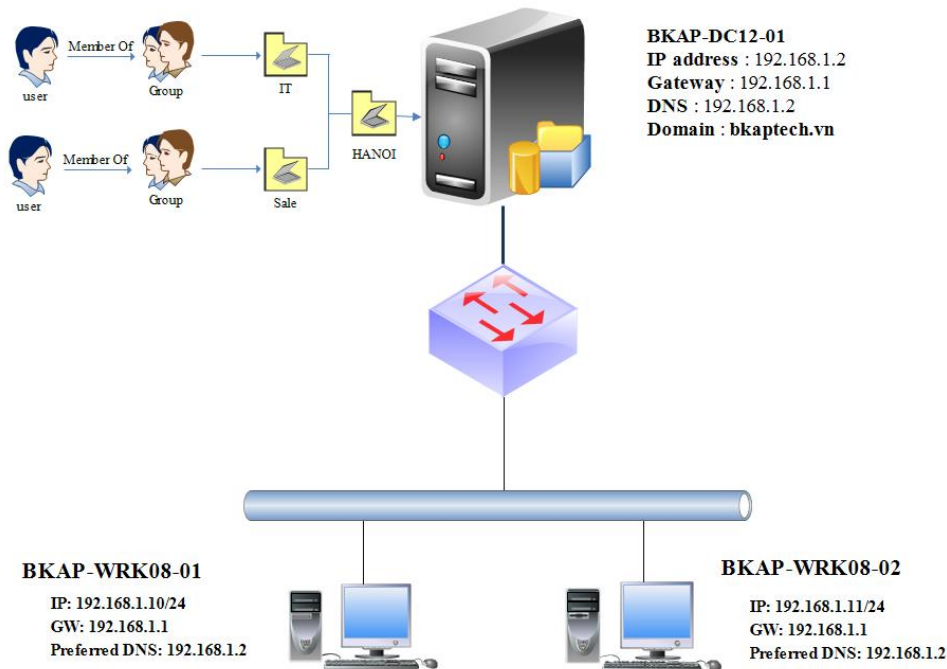 Member Of
user
Group
IT
HANOI
Member Of
user
Group
Sale
BKAP-DC12-01
IP address : 192.168.1.2
Gateway : 192.168.1.1
DNS : 192.168.1.2
Domain : bkaptech.vn
BKAP-WRK08-01
IP: 192.168.1.10/24
GW: 192.168.1.1
Preferred DNS: 192.168.1.2
BKAP-WRK08-02
IP: 192.168.1.11/24
GW: 192.168.1.1
Preferred DNS: 192.168.1.2